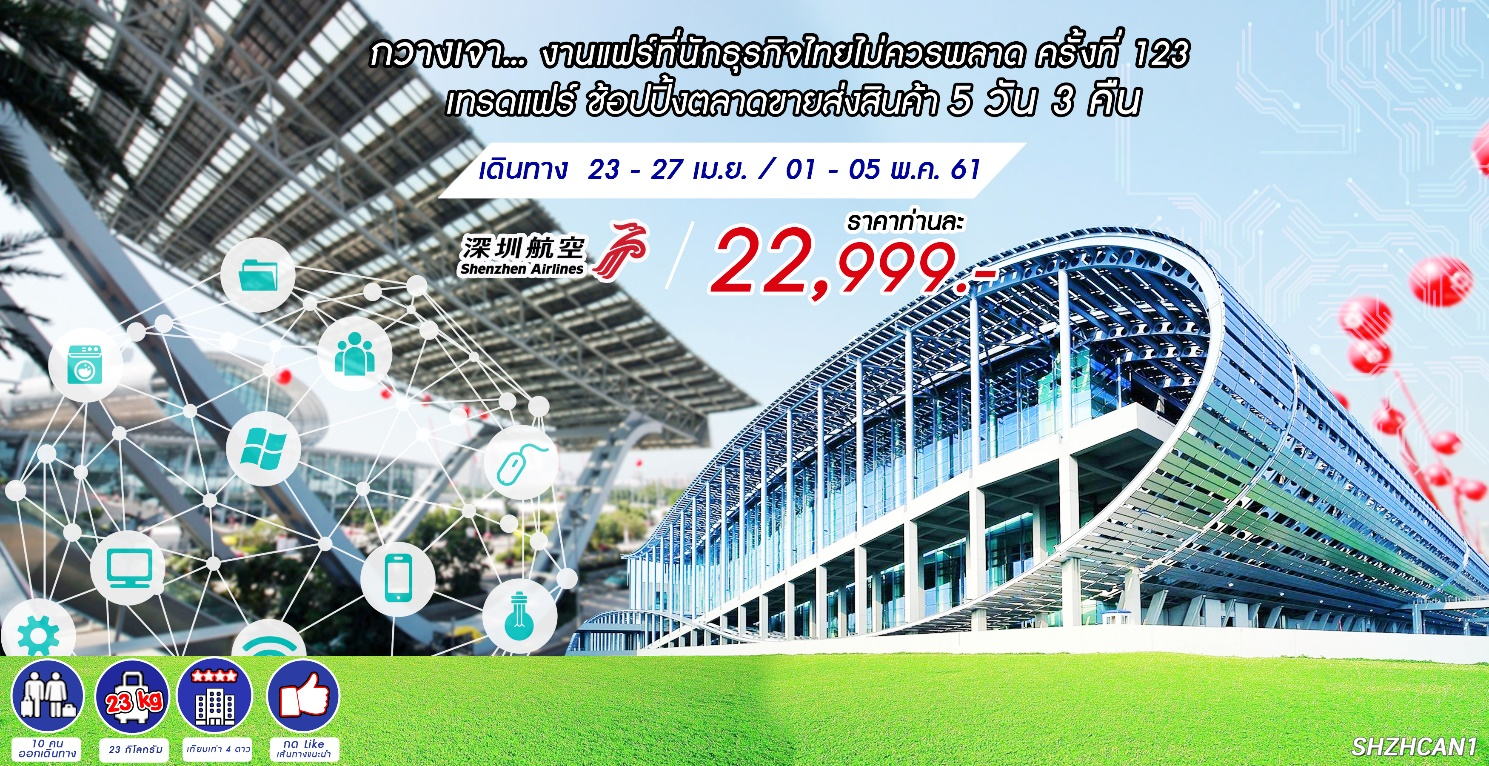 กวางเจา... งานแฟร์ที่นักธุรกิจไทยไม่ควรพลาด ครั้งที่ 123
เทรดแฟร์ ช้อปปิ้งตลาดขายส่งสินค้า 5 วัน 3 คืน
เดินทาง 23 - 27 เม.ย. / 01 - 05 พ.ค. 61
深圳航空
Shenzhen Airlines
ราคาท่านละ
22,999.-
23 kg
10 คน
ออกเดินทาง
23 กิโลกรัม
เทียบเท่า 4 ดาว
กด Like
เส้นทางแนะนำ
SHZHCAN1